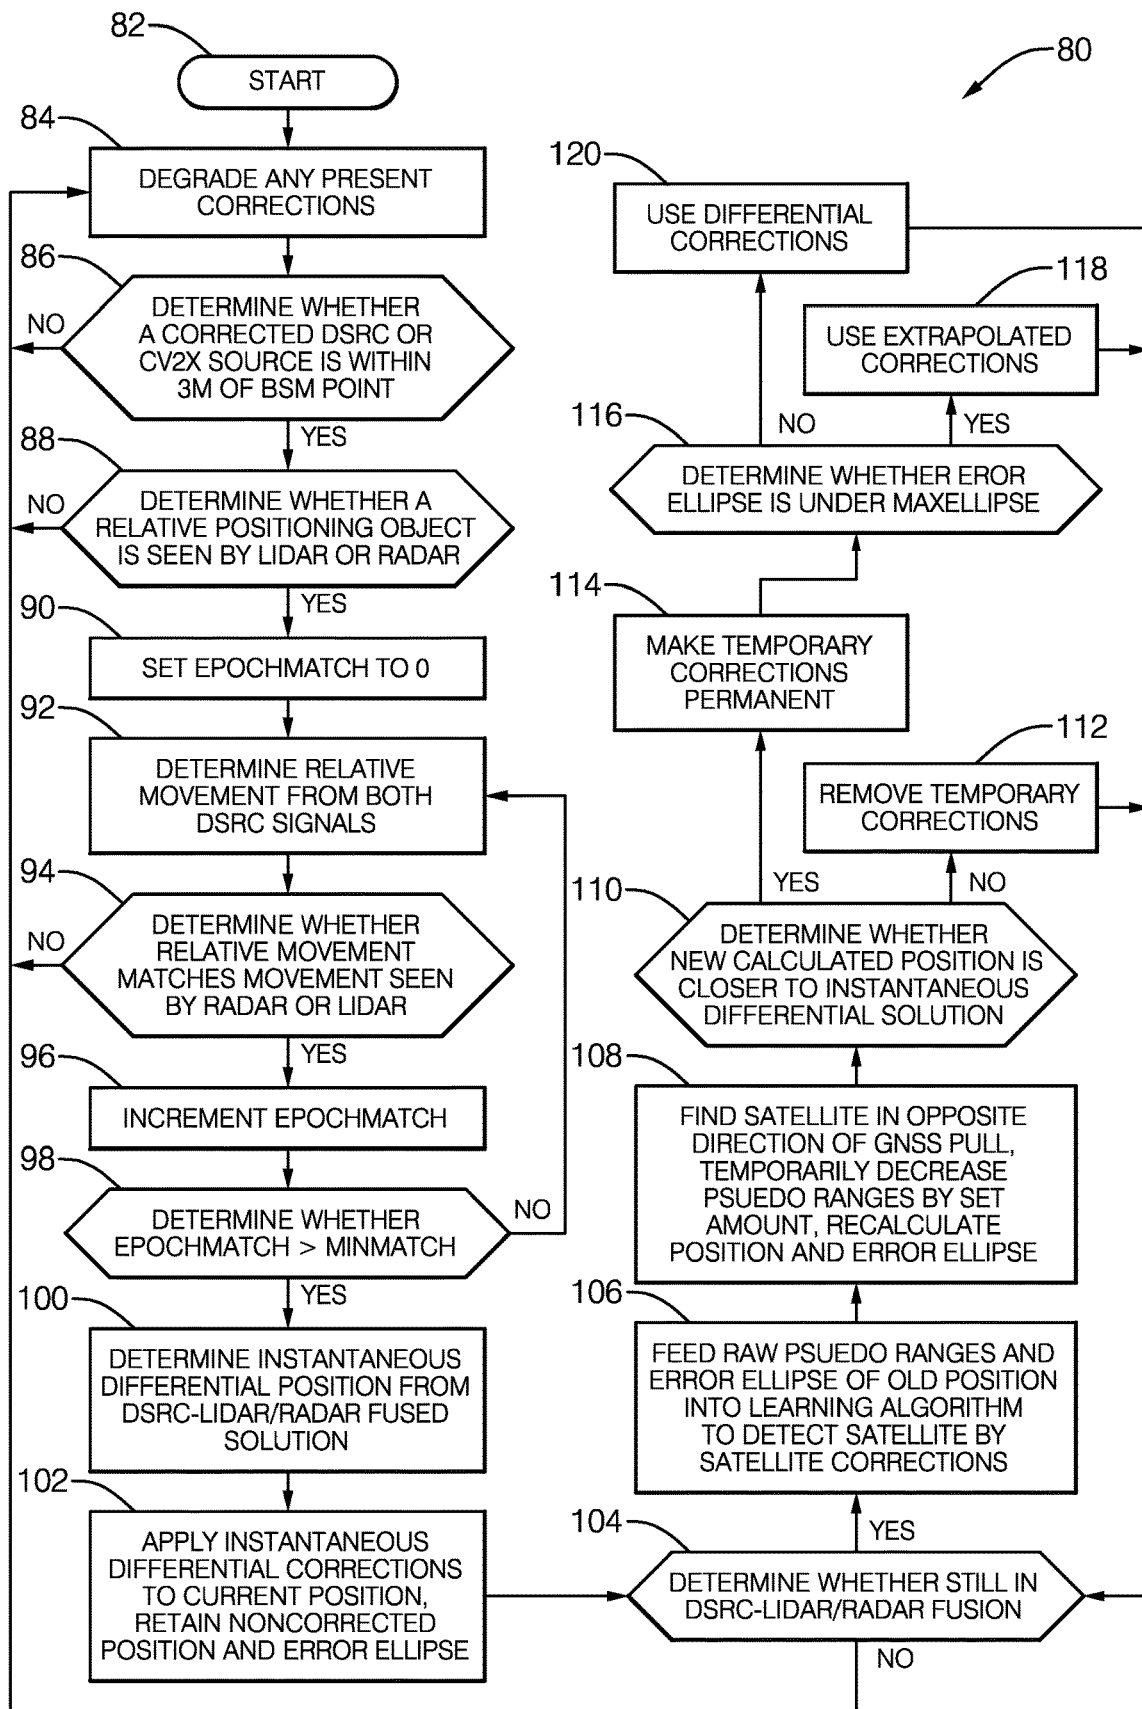 82
START
80
84
DEGRADE ANY PRESENT
CORRECTIONS
86
DETERMINE WHETHER
A CORRECTED DSRC OR
CV2X SOURCE IS WITHIN
3M OF BSM POINT
NO
YES
88
DETERMINE WHETHER A
RELATIVE POSITIONING OBJECT
IS SEEN BY LIDAR OR RADAR
NO
YES
90
SET EPOCHMATCH TO 0
92
DETERMINE RELATIVE
MOVEMENT FROM BOTH
DSRC SIGNALS
94
DETERMINE WHETHER
RELATIVE MOVEMENT
MATCHES MOVEMENT SEEN
BY RADAR OR LIDAR
NO
YES
96
INCREMENT EPOCHMATCH
98
DETERMINE WHETHER
EPOCHMATCH > MINMATCH
NO
YES
100
DETERMINE INSTANTANEOUS
DIFFERENTIAL POSITION FROM
DSRC-LIDAR/RADAR FUSED
SOLUTION
102
APPLY INSTANTANEOUS
DIFFERENTIAL CORRECTIONS
TO CURRENT POSITION,
RETAIN NONCORRECTED
POSITION AND ERROR ELLIPSE
120
USE DIFFERENTIAL
CORRECTIONS
118
USE EXTRAPOLATED
CORRECTIONS
116
NO
YES
DETERMINE WHETHER EROR
ELLIPSE IS UNDER MAXELLIPSE
114
MAKE TEMPORARY
CORRECTIONS
PERMANENT
112
REMOVE TEMPORARY
CORRECTIONS
110
YES
NO
DETERMINE WHETHER
NEW CALCULATED POSITION IS
CLOSER TO INSTANTANEOUS
DIFFERENTIAL SOLUTION
108
FIND SATELLITE IN OPPOSITE
DIRECTION OF GNSS PULL,
TEMPORARILY DECREASE
PSUEDO RANGES BY SET
AMOUNT, RECALCULATE
POSITION AND ERROR ELLIPSE
106
FEED RAW PSUEDO RANGES AND
ERROR ELLIPSE OF OLD POSITION
INTO LEARNING ALGORITHM
TO DETECT SATELLITE BY
SATELLITE CORRECTIONS
104
YES
DETERMINE WHETHER STILL IN
DSRC-LIDAR/RADAR FUSION
NO